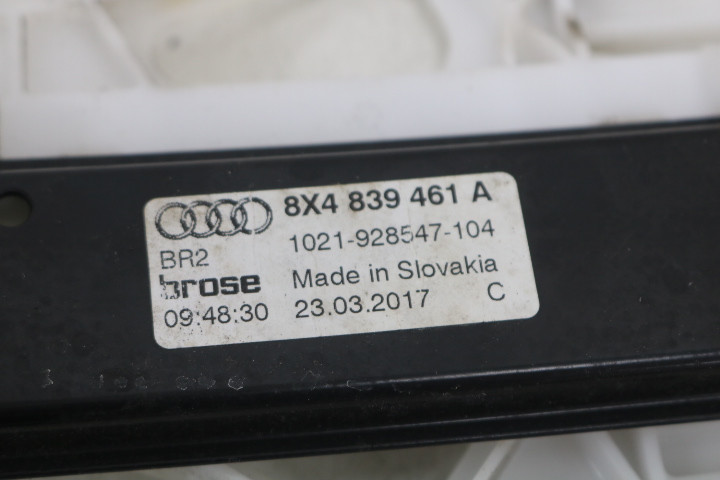 8X4 839 461 A
1021-928547-104
BR2
brose
Made in Slovakia
09:48:30
23.03.2017
C